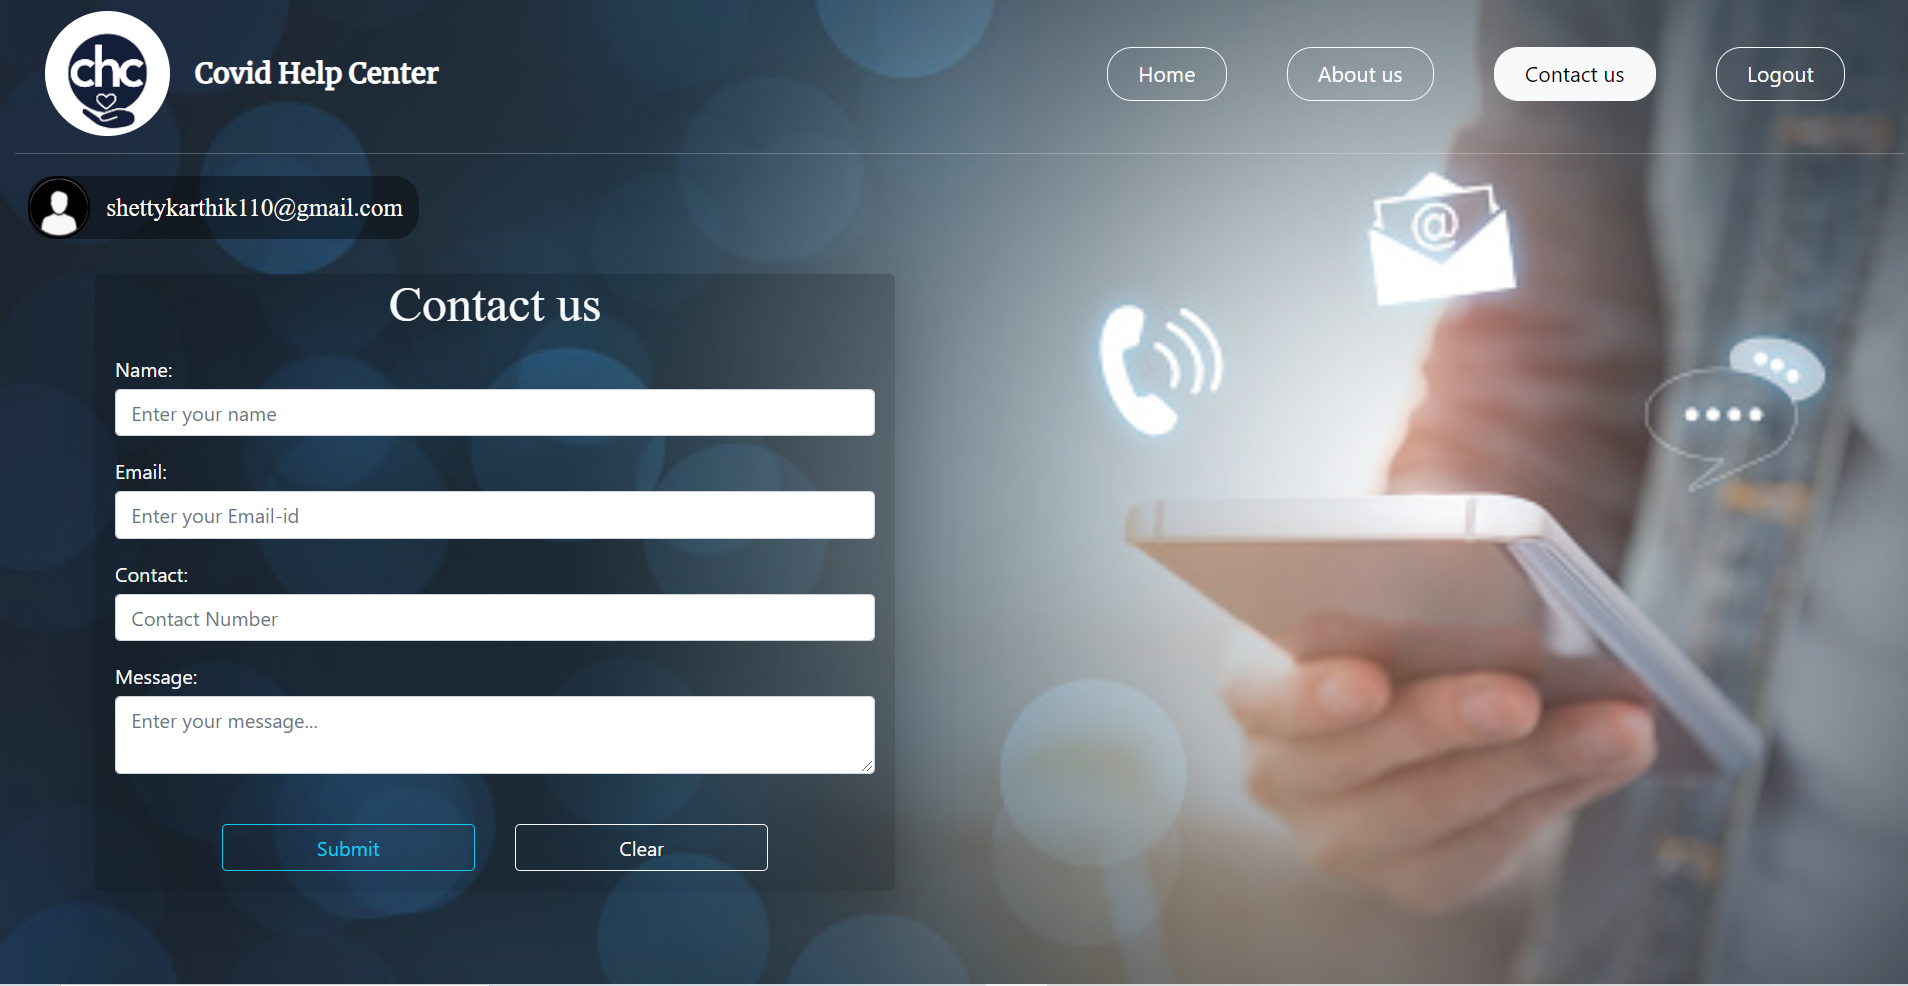 chc
Covid Help Center
Home
About us
Contact us
Logout
shettykarthik110@gmail.com
@
Contact us
Name:
Enter your name
Email:
Enter your Email-id
Contact:
Contact Number
Message:
Enter your message...
Submit
Clear